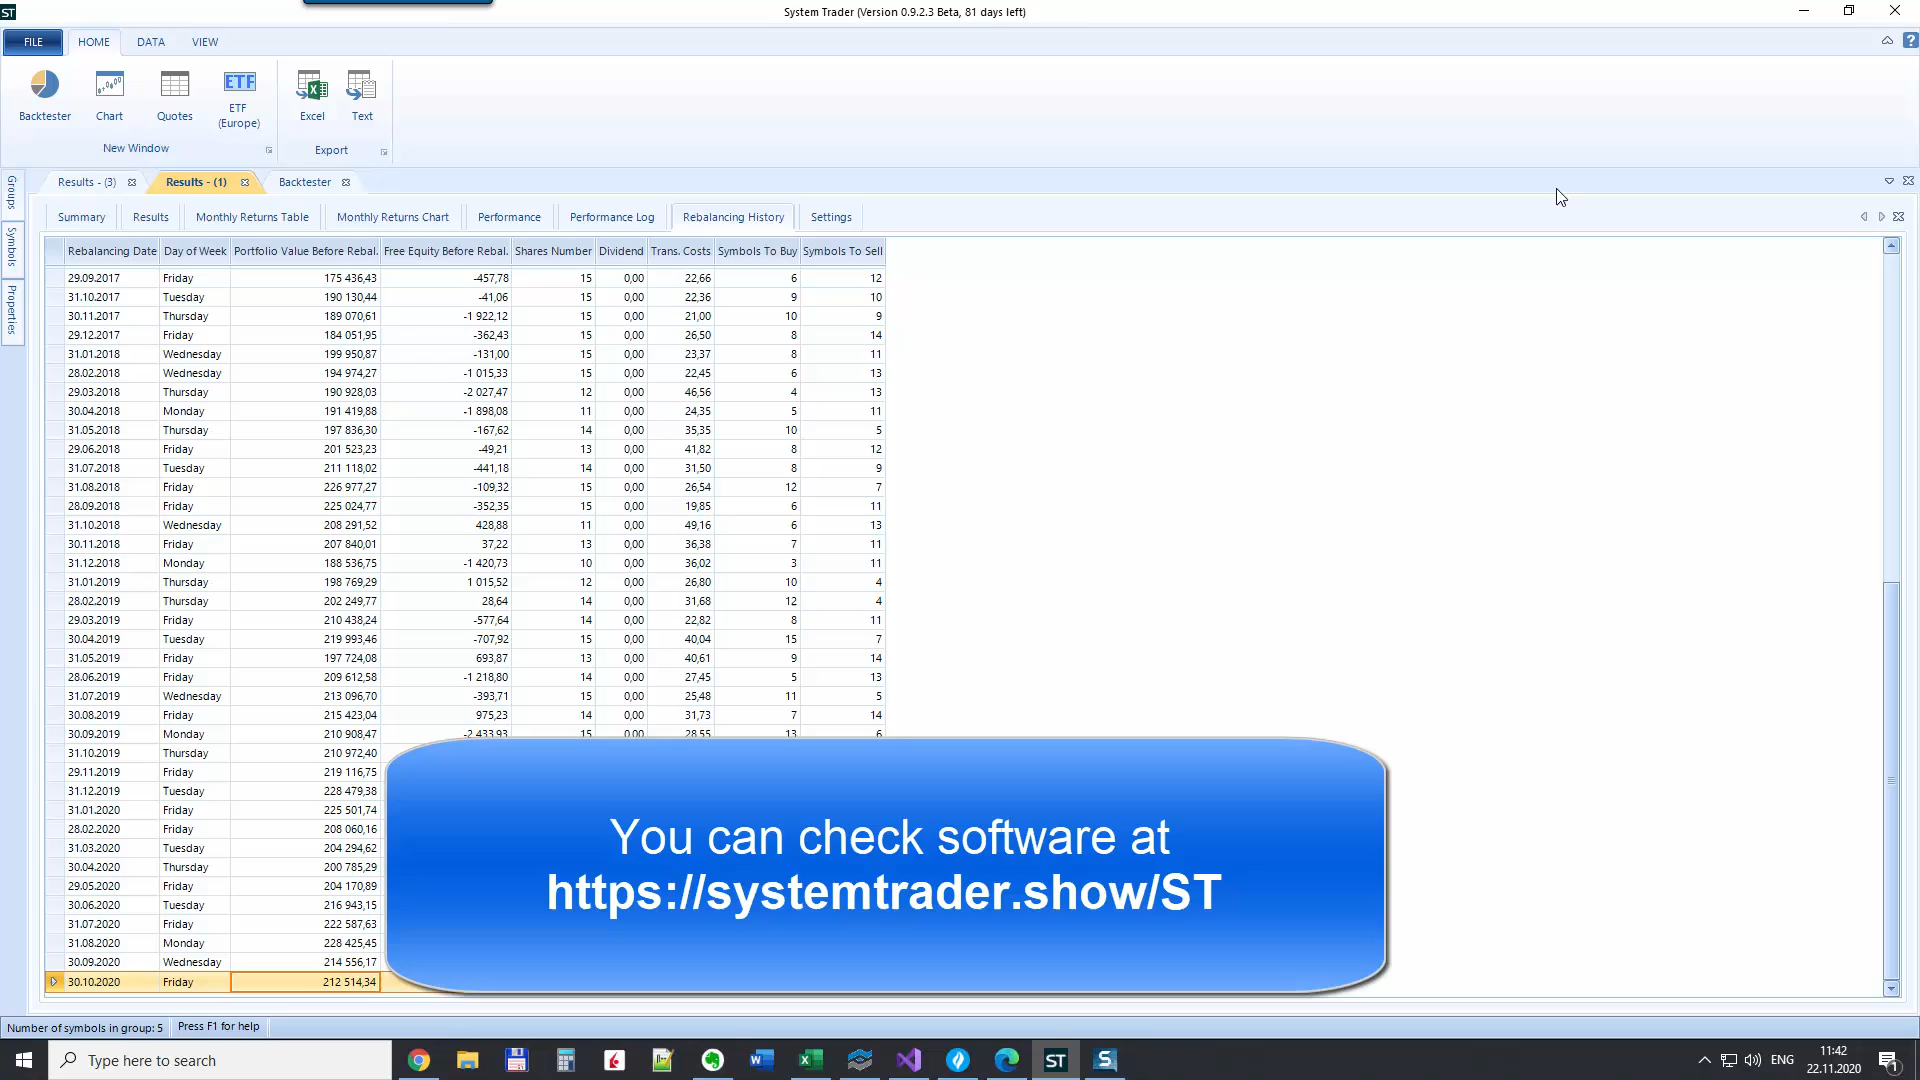 ST
System Trader (Version 0.9.2.3 Beta, 81 days left)
FILE
HOME
DATA
VIEW
?
Backtester
Chart
Quotes
ETF
ETF
(Europe)
Excel
Text
New Window
Export
Groups
Symbols
Properties
Results - (3)
Results - (1)
Backtester
Summary
Results
Monthly Returns Table
Monthly Returns Chart
Performance
Performance Log
Rebalancing History
Settings
Rebalancing Date Day of Week Portfolio Value Before Rebal. Free Equity Before Rebal. Shares Number Dividend Trans. Costs Symbols To Buy Symbols To Sell
29.09.2017 Friday 175 436,43 -457,78 15 0,00 22,66 6 12
31.10.2017 Tuesday 190 130,44 -41,06 15 0,00 22,36 9 10
30.11.2017 Thursday 189 070,61 -1 922,12 15 0,00 21,00 10 9
29.12.2017 Friday 184 051,95 -362,43 15 0,00 26,50 8 14
31.01.2018 Wednesday 199 950,87 -131,00 15 0,00 23,37 8 11
28.02.2018 Wednesday 194 974,27 -1 015,33 15 0,00 22,45 6 13
29.03.2018 Thursday 190 928,03 -2 027,47 12 0,00 46,56 4 13
30.04.2018 Monday 191 419,88 -1 898,08 11 0,00 24,35 5 11
31.05.2018 Thursday 197 836,30 -167,62 14 0,00 35,35 10 5
29.06.2018 Friday 201 523,23 -49,21 13 0,00 41,82 8 12
31.07.2018 Tuesday 211 118,02 -441,18 14 0,00 31,50 8 9
31.08.2018 Friday 226 977,27 -109,32 15 0,00 26,54 12 7
28.09.2018 Friday 225 024,77 -352,35 15 0,00 19,85 6 11
31.10.2018 Wednesday 208 291,52 428,88 11 0,00 49,16 6 13
30.11.2018 Friday 207 840,01 37,22 13 0,00 36,38 7 11
31.12.2018 Monday 188 536,75 -1 420,73 10 0,00 36,02 3 11
31.01.2019 Thursday 198 769,29 1 015,52 12 0,00 26,80 10 4
28.02.2019 Thursday 202 249,77 28,64 14 0,00 31,68 12 4
29.03.2019 Friday 210 438,24 -577,64 14 0,00 22,82 8 11
30.04.2019 Tuesday 219 993,46 -707,92 15 0,00 40,04 15 7
31.05.2019 Friday 197 724,08 693,87 13 0,00 40,61 9 14
28.06.2019 Friday 209 612,58 -1 218,80 14 0,00 27,45 5 13
31.07.2019 Wednesday 213 096,70 -393,71 15 0,00 25,48 11 5
30.08.2019 Friday 215 423,04 975,23 14 0,00 31,73 7 14
30.09.2019 Monday 210 908,47 -2 433,93 15 0,00 28,55 13 6
31.10.2019 Thursday 210 972,40
29.11.2019 Friday 219 116,75
31.12.2019 Tuesday 228 479,38
31.01.2020 Friday 225 501,74
28.02.2020 Friday 208 060,16
31.03.2020 Tuesday 204 294,62
30.04.2020 Thursday 200 785,29
29.05.2020 Friday 204 170,89
30.06.2020 Tuesday 216 943,15
31.07.2020 Friday 222 587,63
31.08.2020 Monday 228 425,45
30.09.2020 Wednesday 214 556,17
30.10.2020 Friday 212 514,34
You can check software at
https://systemtrader.show/ST
Number of symbols in group: 5
Press F1 for help
Type here to search
ST
ENG
11:42
22.11.2020
1